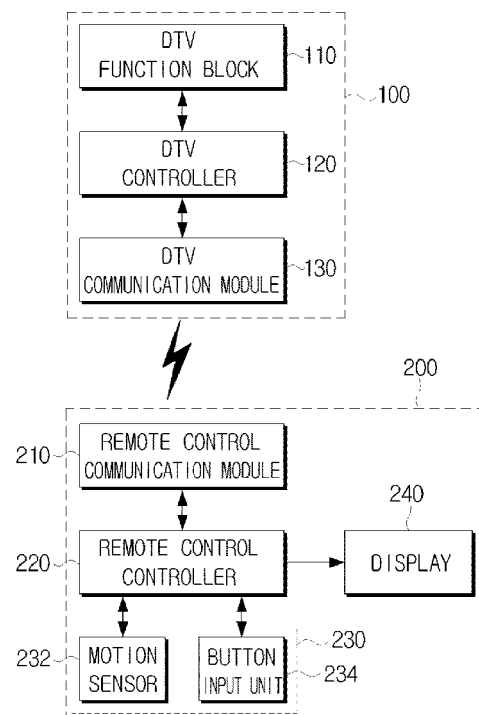 DTV
FUNCTION BLOCK
110
100
DTV
CONTROLLER
120
DTV
COMMUNICATION MODULE
130
200
REMOTE CONTROL
COMMUNICATION MODULE
210
240
REMOTE CONTROL
CONTROLLER
220
DISPLAY
230
MOTION
SENSOR
232
BUTTON
INPUT UNIT
234